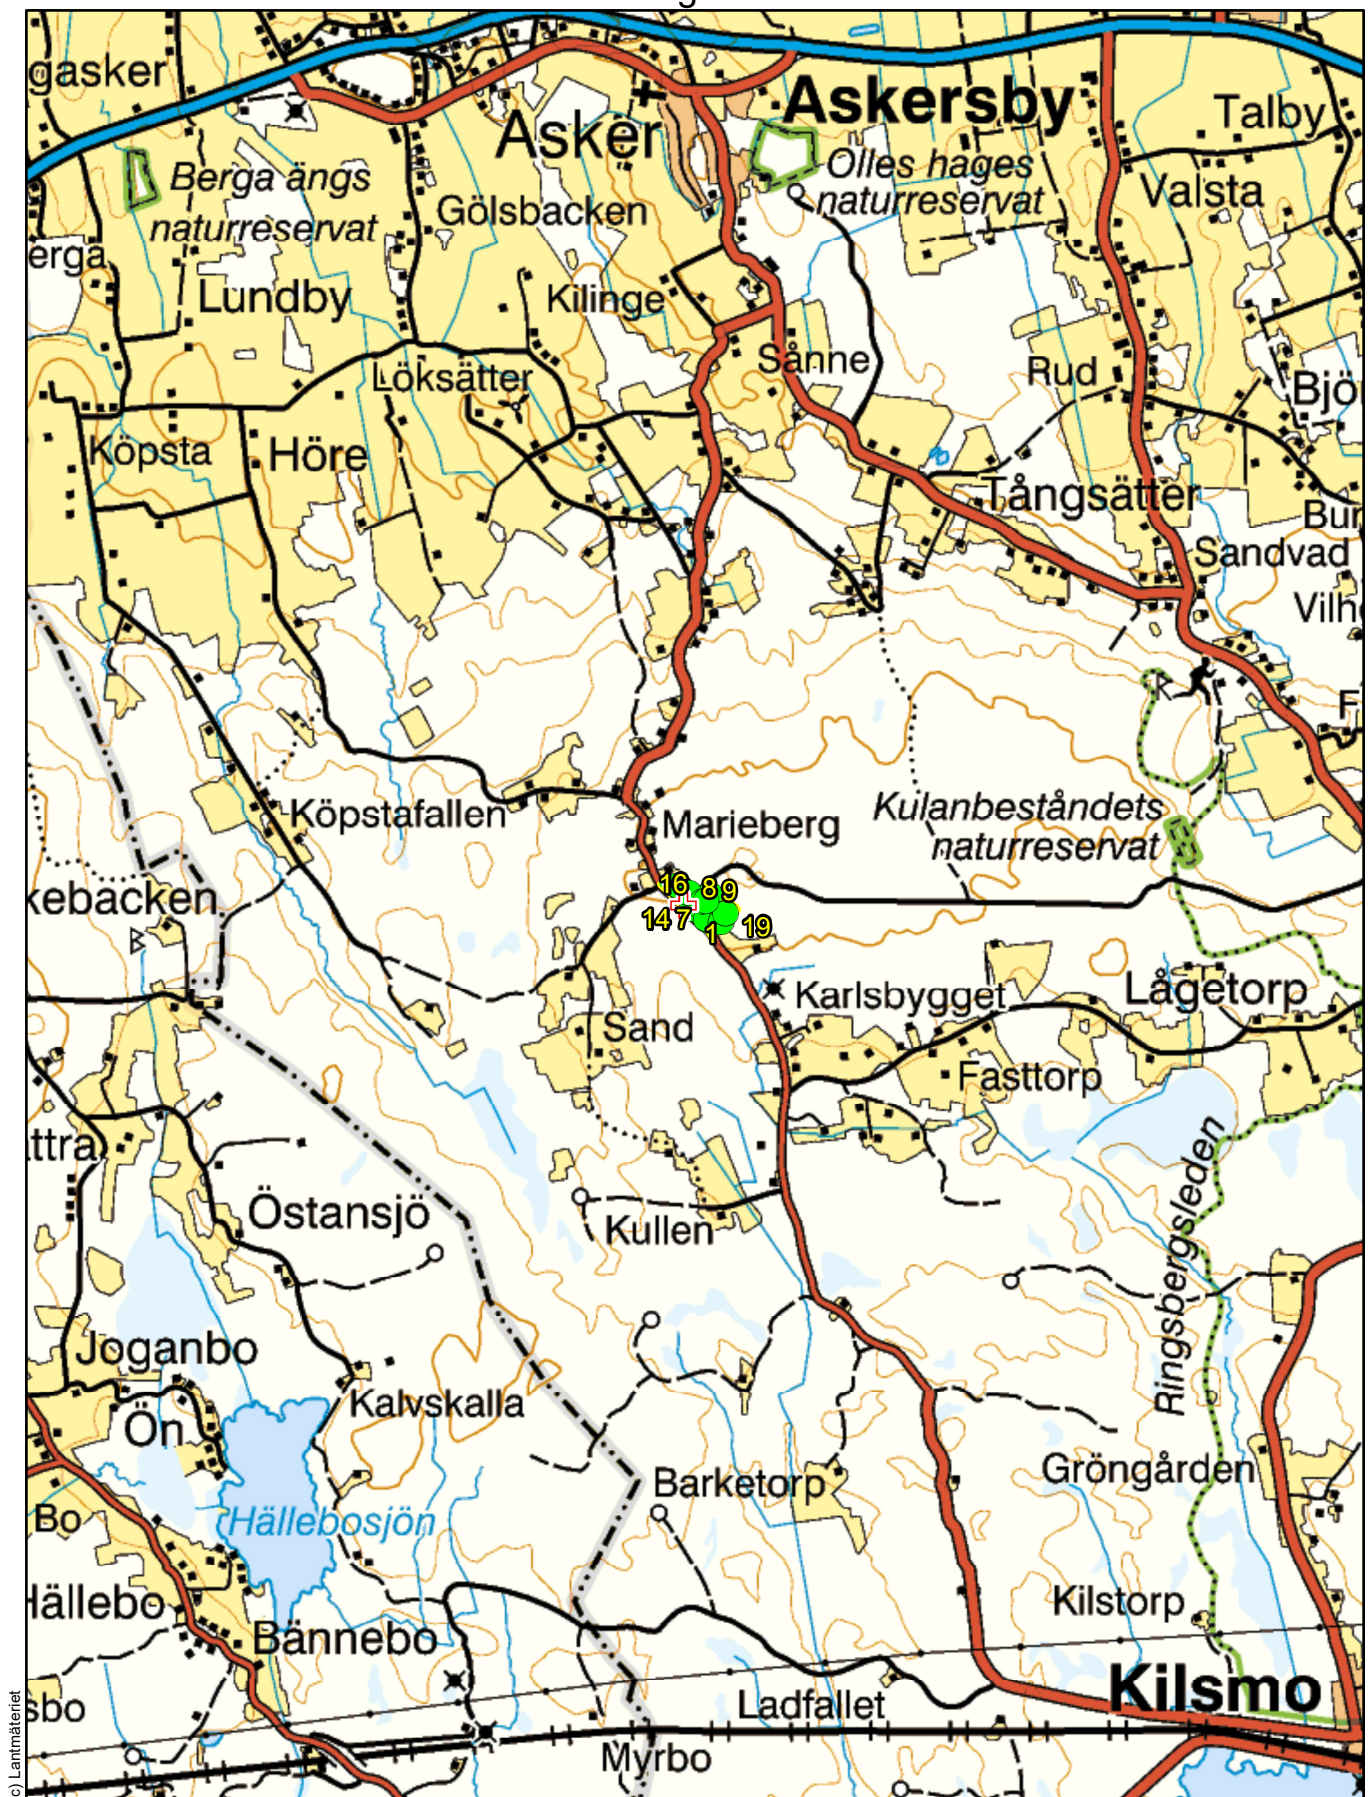 gasker
Askersby
Talby
Asker
Berga ängs
naturreservat
Olles hages
naturreservat
Valsta
Gölsbacken
erga
Lundby
Kilinge
Sånne
Rud
Löksätter
Björ
Köpsta
Höre
Tångsätter
Bur
Sandvad
Vilh
F
Köpstafallen
Marieberg
Kulanbeståndets
naturreservat
kebacken
16
8
9
14
7
1
19
Karlsbygget
Lågetorp
Sand
Fasttorp
ttra
Östansjö
Kullen
Ringsbergsleden
Joganbo
Kalvskalla
Ön
Gröngården
Barketorp
Bo
Hällebosjön
Hällebo
Kilstorp
Bännebo
Kilsmo
sbo
Ladfallet
Myrbo
c) Lantmäteriet